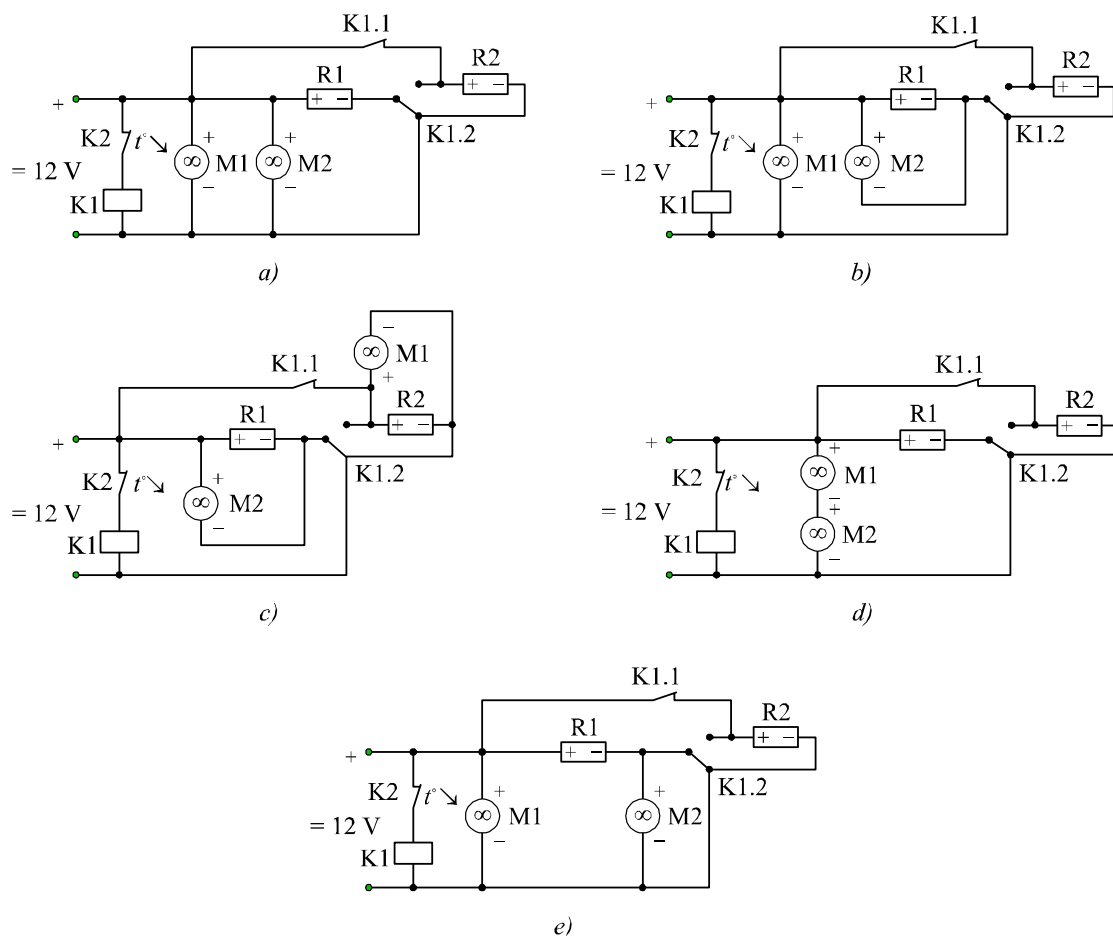 K1.1
R2
R1
+ - + -
+
K2 t° + + K1.2
M1 M2
= 12 V
K1 - -
a)
K1.1
R2
R1
+ - + -
+
K2 t° + + K1.2
M1 M2
= 12 V
K1 - -
b)
-
M1
K1.1 +
R2
R1
+ - + -
+
K2 t° + K1.2
M2
= 12 V
K1 -
c)
K1.1
R2
R1
+ - + -
+
K2 t° + K1.2
M1
-
= 12 V +
M2
K1 -
d)
K1.1
R2
R1
+ - + -
+
K2 t° + + K1.2
M1 M2
= 12 V
K1 - -
e)